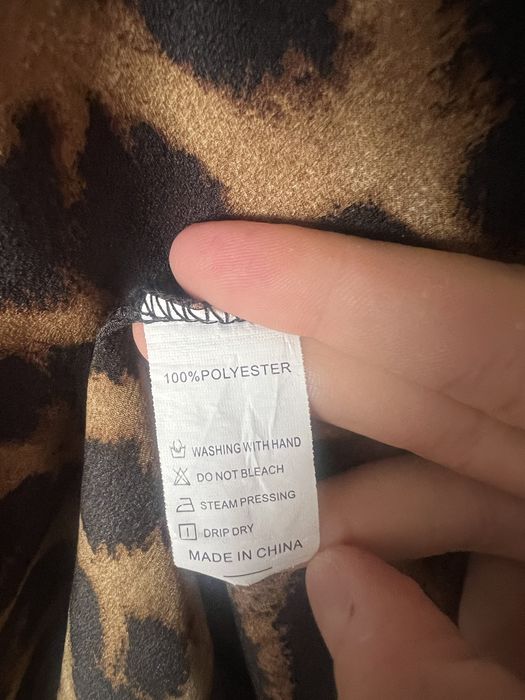 100%POLYESTER
WASHING WITH HAND
DO NOT BLEACH
STEAM PRESSING
DRIP DRY
MADE IN CHINA